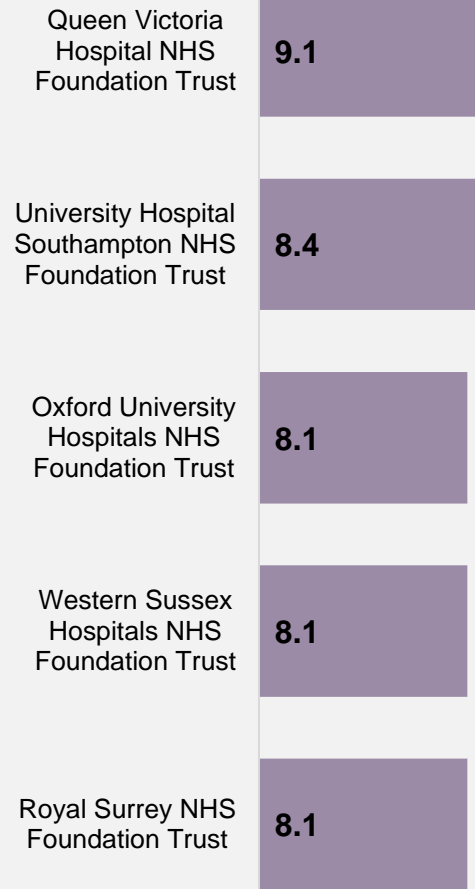 Queen Victoria
Hospital NHS
Foundation Trust
9.1
University Hospital
Southampton NHS
Foundation Trust
8.4
Oxford University
Hospitals NHS
Foundation Trust
8.1
Western Sussex
Hospitals NHS
Foundation Trust
8.1
Royal Surrey NHS
Foundation Trust
8.1